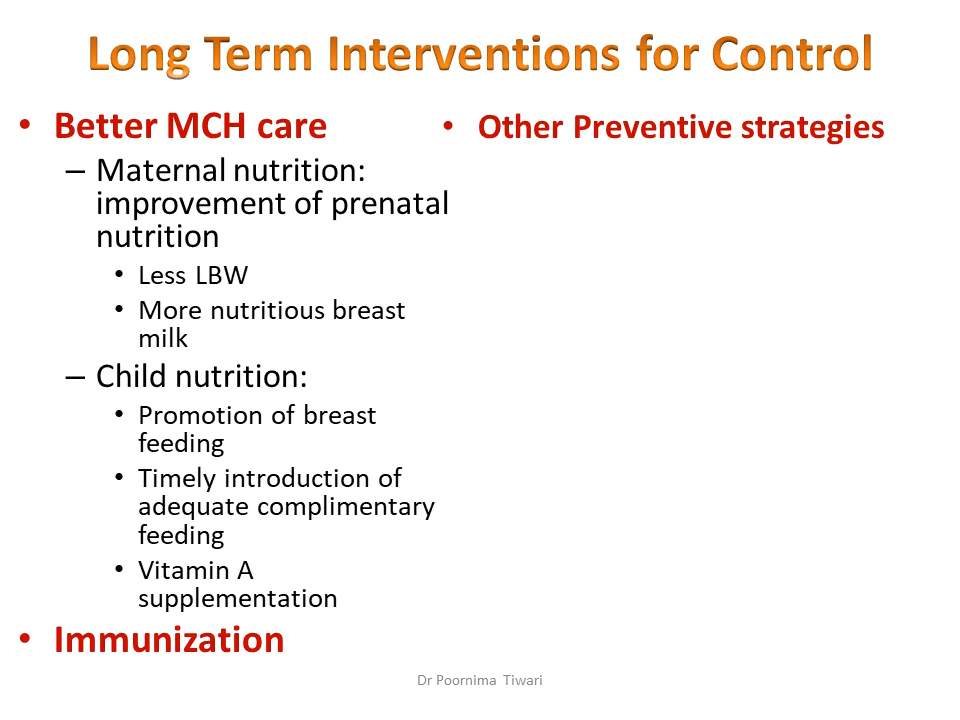 Long Term Interventions for Control
• Better MCH care
– Maternal nutrition:
improvement of prenatal
nutrition
• Less LBW
• More nutritious breast
milk
– Child nutrition:
• Promotion of breast
feeding
• Timely introduction of
adequate complimentary
feeding
• Vitamin A
supplementation
• Immunization
• Other Preventive strategies
Dr Poornima Tiwari